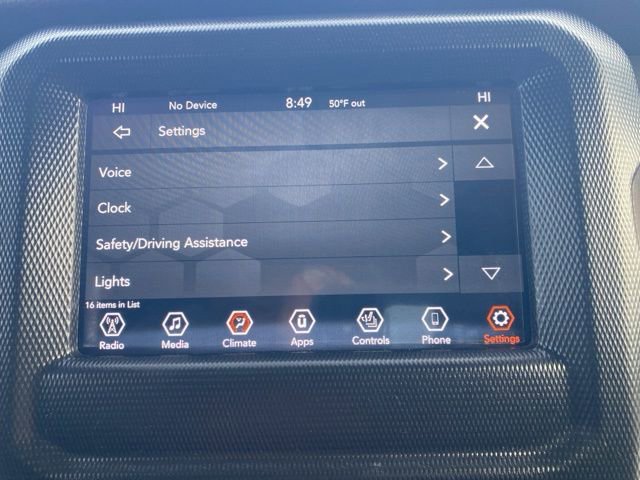 HI No Device 8:49 50°F out HI
Settings
Voice
Clock
Safety/Driving Assistance
Lights
16 items in List
Radio Media Climate Apps Controls Phone Settings